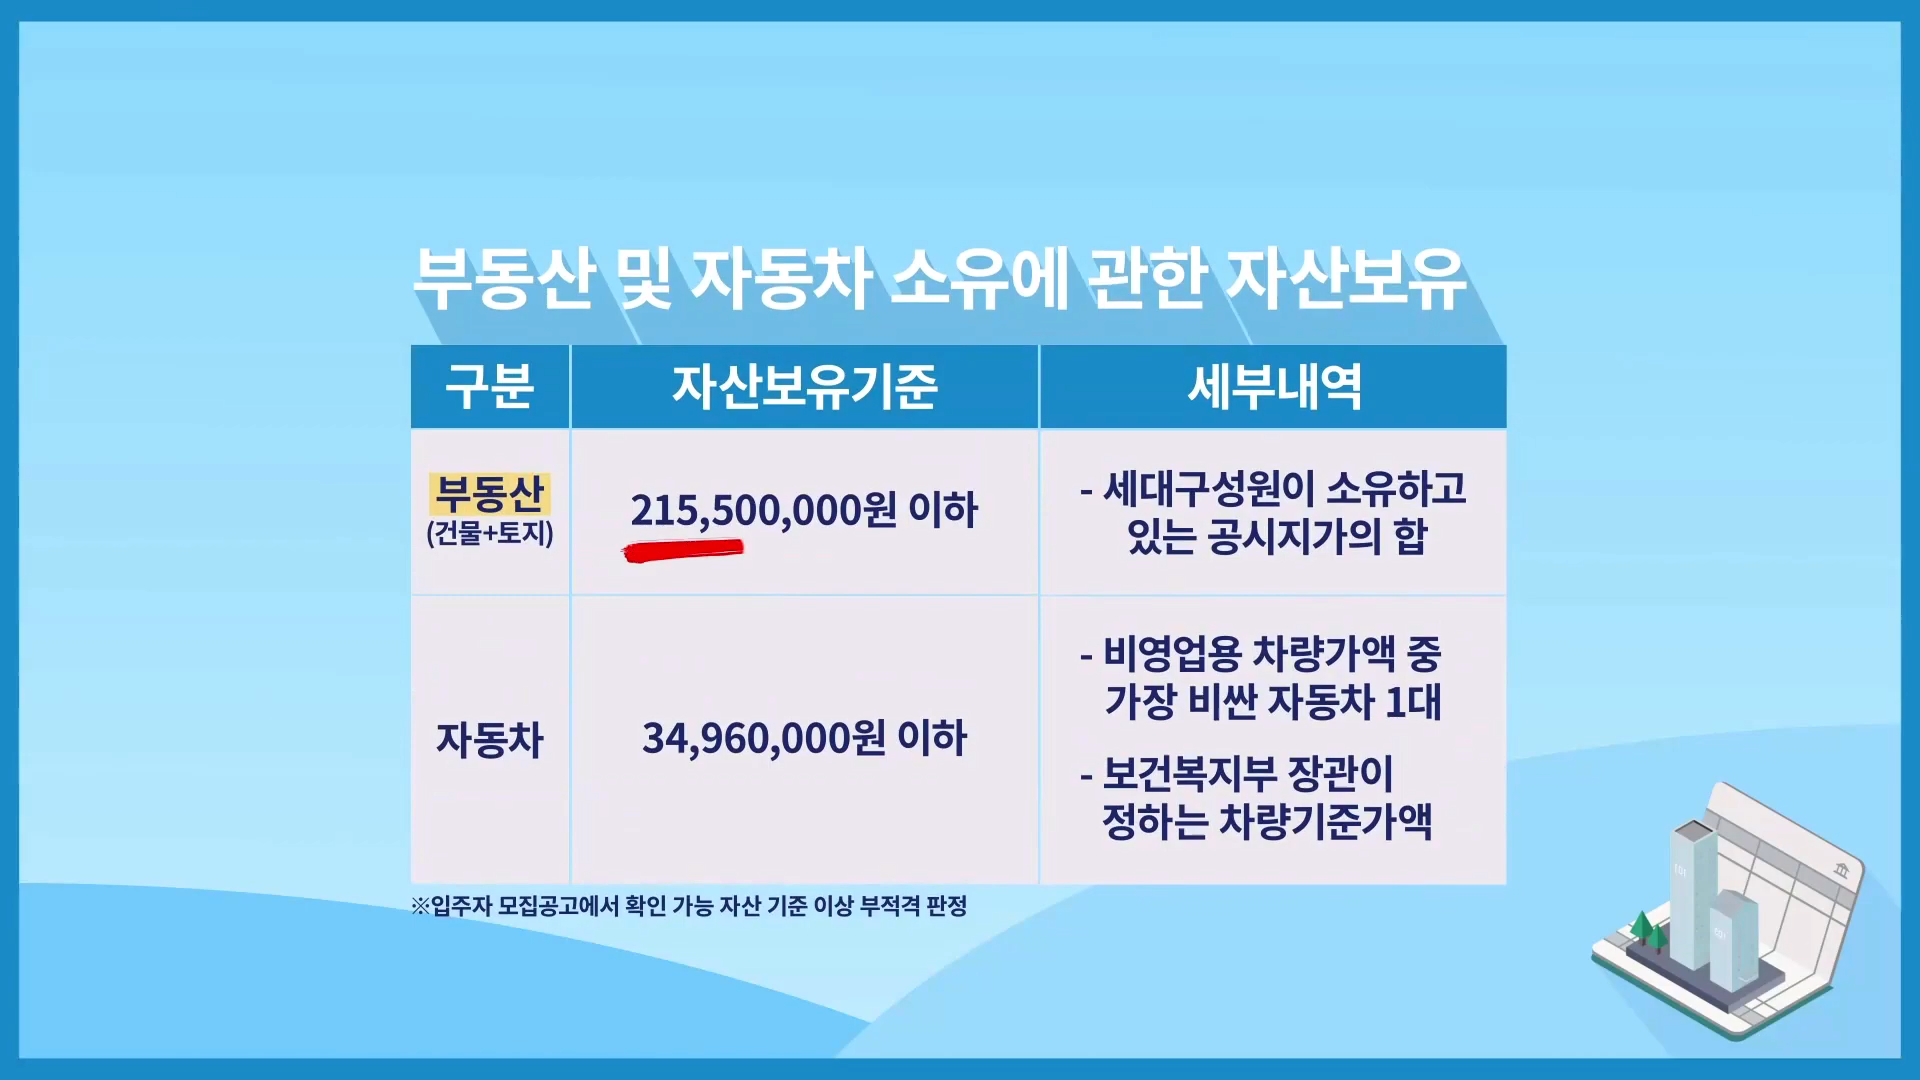 부동산 및 자동차 소유에 관한 자산보유
구분
자산보유기준
세부내역
부동산
(건물+토지)
215,500,000원 이하
- 세대구성원이 소유하고
있는 공시지가의 합
자동차
34,960,000원 이하
- 비영업용 차량가액 중
가장 비싼 자동차 1대
- 보건복지부 장관이
정하는 차량기준가액
※입주자 모집공고에서 확인 가능 자산 기준 이상 부적격 판정